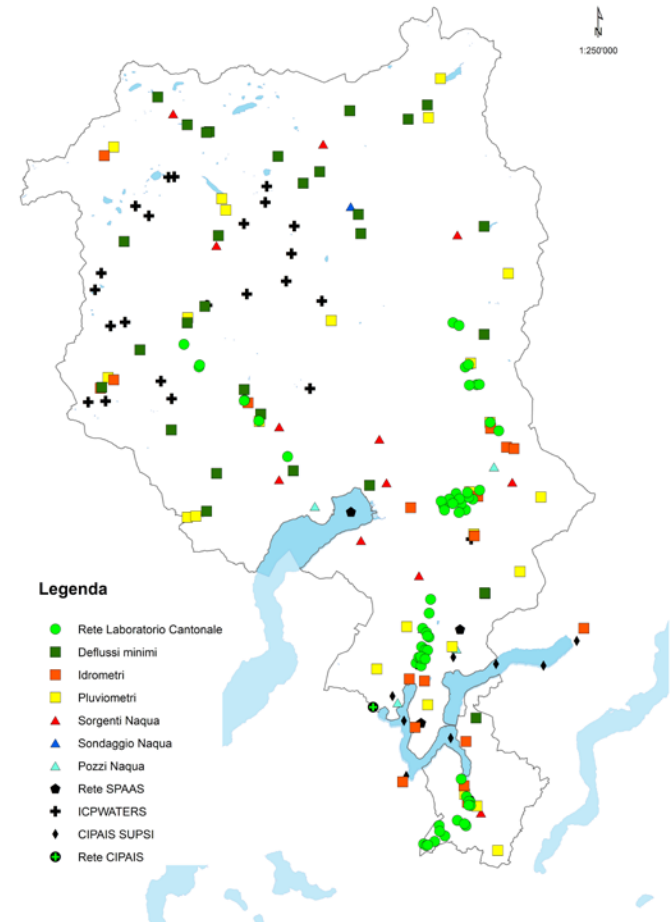 N
1:250'000
Legenda
Rete Laboratorio Cantonale
Deflussi minimi
Idrometri
Pluviometri
Sorgenti Naqua
Sondaggio Naqua
Pozzi Naqua
Rete SPAAS
ICPWATERS
CIPAIS SUPSI
Rete CIPAIS